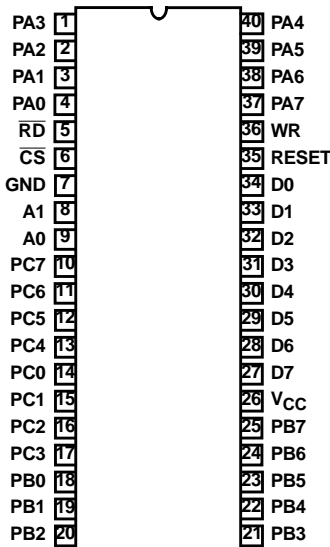 PA3 1 40 PA4
PA2 2 39 PA5
PA1 3 38 PA6
PA0 4 37 PA7
R̅D̅ 5 36 WR
C̅S̅ 6 35 RESET
GND 7 34 D0
A1 8 33 D1
A0 9 32 D2
PC7 10 31 D3
PC6 11 30 D4
PC5 12 29 D5
PC4 13 28 D6
PC0 14 27 D7
PC1 15 26 VCC
PC2 16 25 PB7
PC3 17 24 PB6
PB0 18 23 PB5
PB1 19 22 PB4
PB2 20 21 PB3